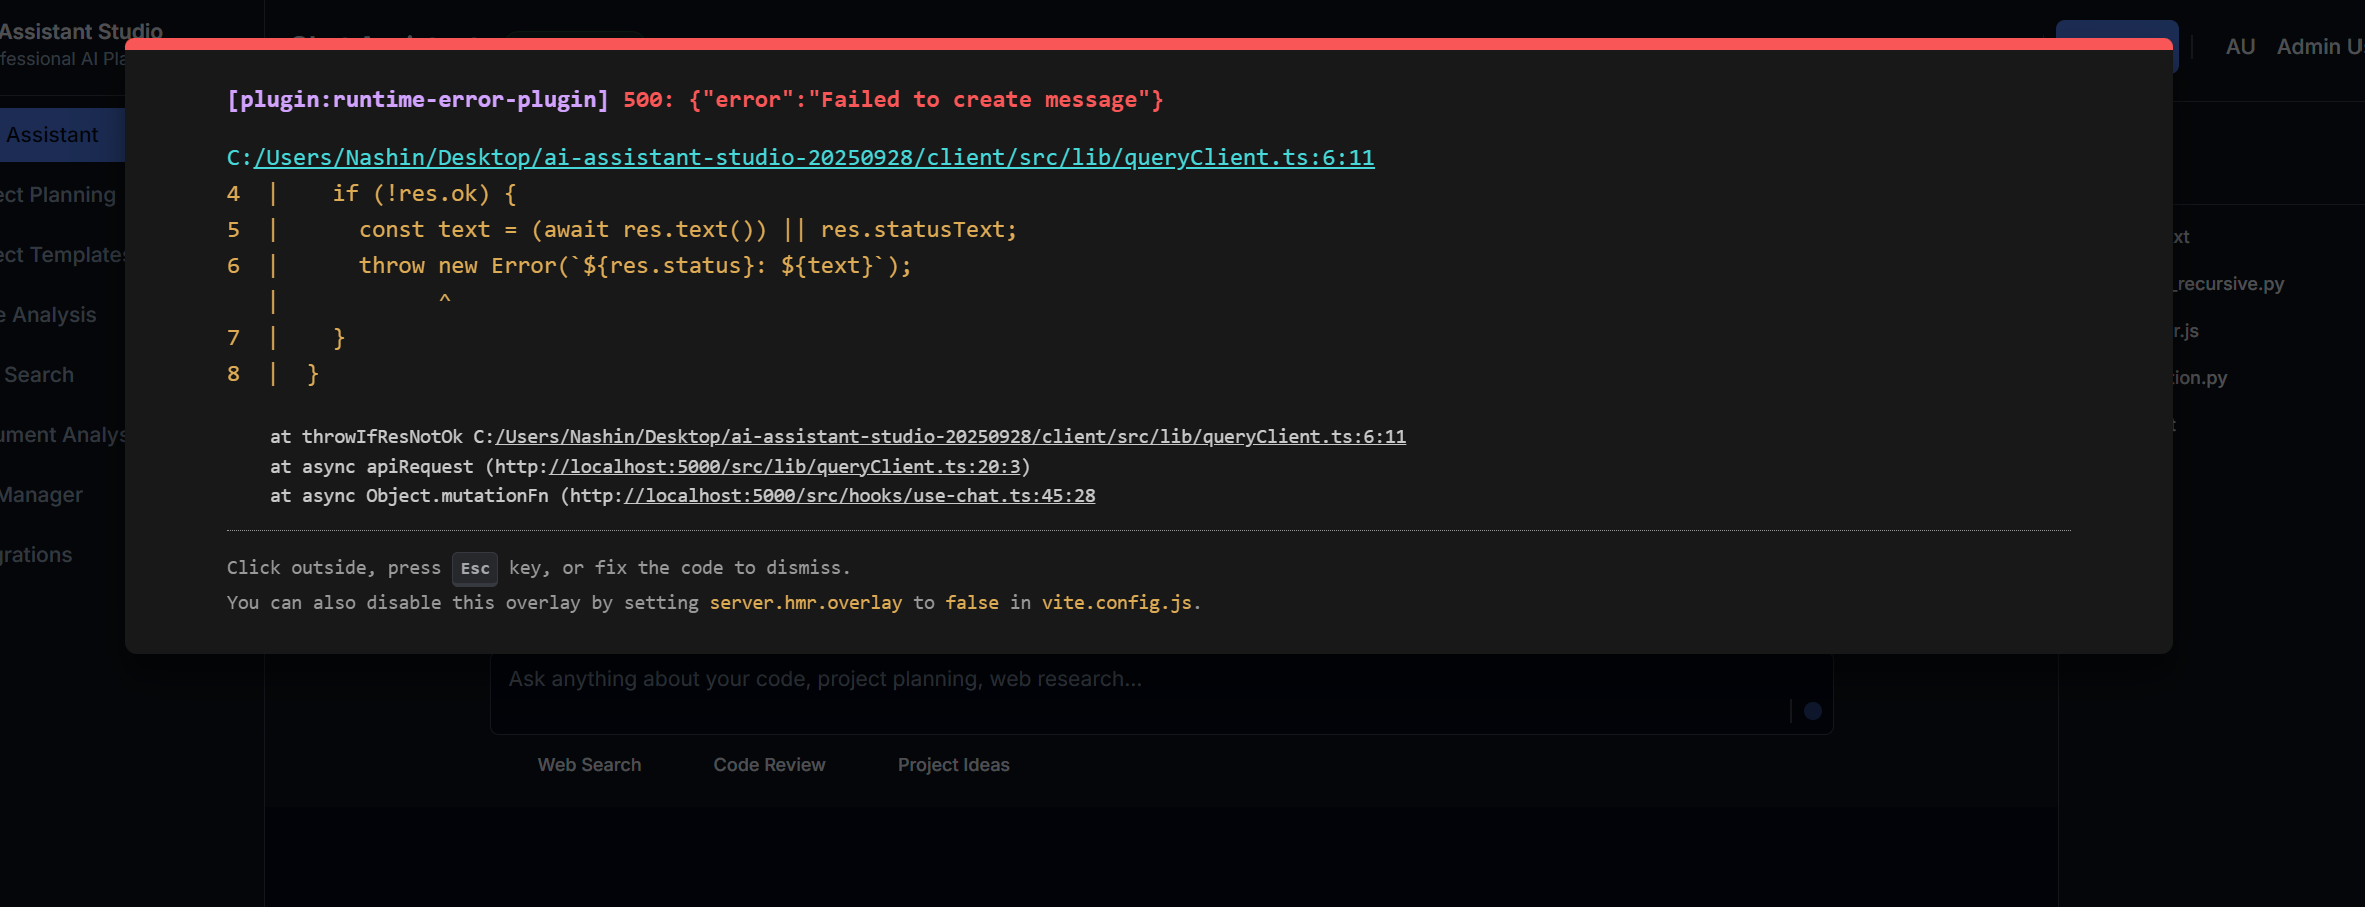 Assistant Studio
fessional AI Pla
AU Admin U
[plugin:runtime-error-plugin] 500: {"error":"Failed to create message"}
C:/Users/Nashin/Desktop/ai-assistant-studio-20250928/client/src/lib/queryClient.ts:6:11
4 |    if (!res.ok) {
5 |      const text = (await res.text()) || res.statusText;
6 |      throw new Error(`${res.status}: ${text}`);
  |            ^
7 |    }
8 |  }
at throwIfResNotOk C:/Users/Nashin/Desktop/ai-assistant-studio-20250928/client/src/lib/queryClient.ts:6:11
at async apiRequest (http://localhost:5000/src/lib/queryClient.ts:20:3)
at async Object.mutationFn (http://localhost:5000/src/hooks/use-chat.ts:45:28
Click outside, press Esc key, or fix the code to dismiss.
You can also disable this overlay by setting server.hmr.overlay to false in vite.config.js.
Assistant
ect Planning
ect Templates
e Analysis
Search
ument Analys
Manager
grations
xt
_recursive.py
r.js
tion.py
t
Ask anything about your code, project planning, web research...
Web Search
Code Review
Project Ideas